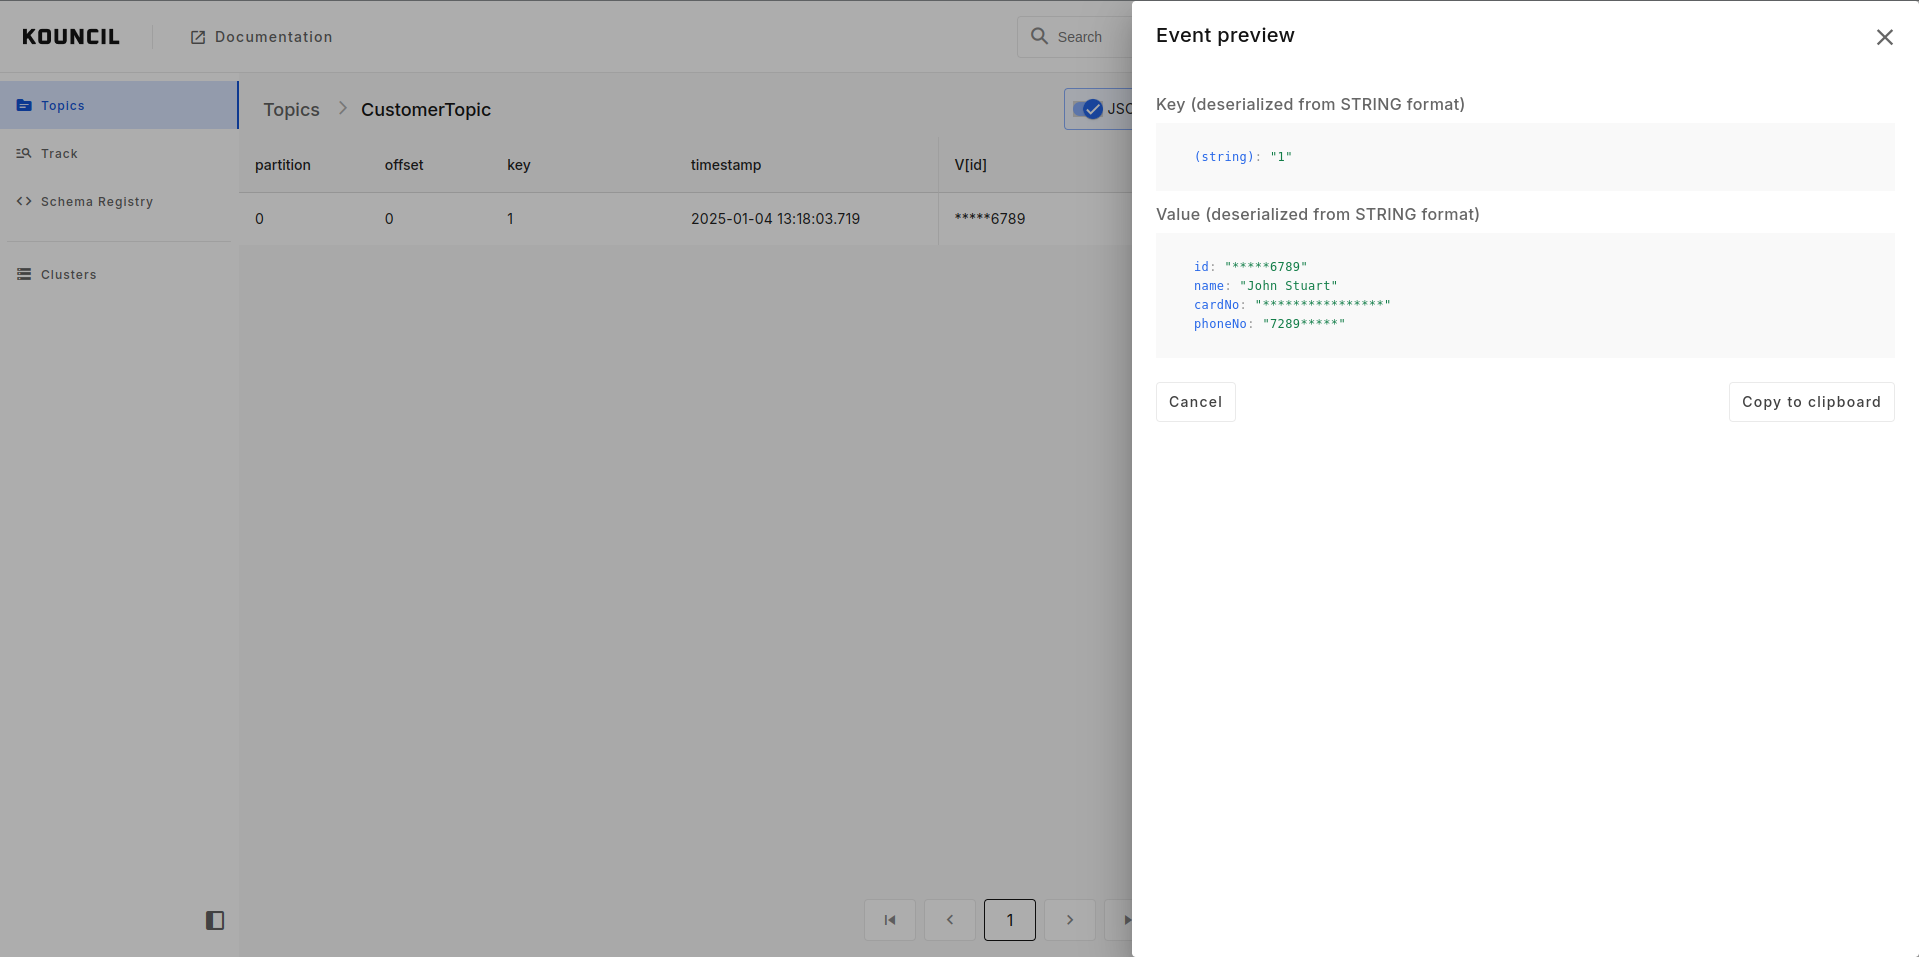 KOUNCIL
Documentation
Search
Topics
Track
Schema Registry
Clusters
Topics > CustomerTopic
JSO
partition offset key timestamp V[id]
0 0 1 2025-01-04 13:18:03.719 *****6789
1
Event preview
Key (deserialized from STRING format)
(string): "1"
Value (deserialized from STRING format)
id: "*****6789"
name: "John Stuart"
cardNo: "****************"
phoneNo: "7289*****"
Cancel
Copy to clipboard